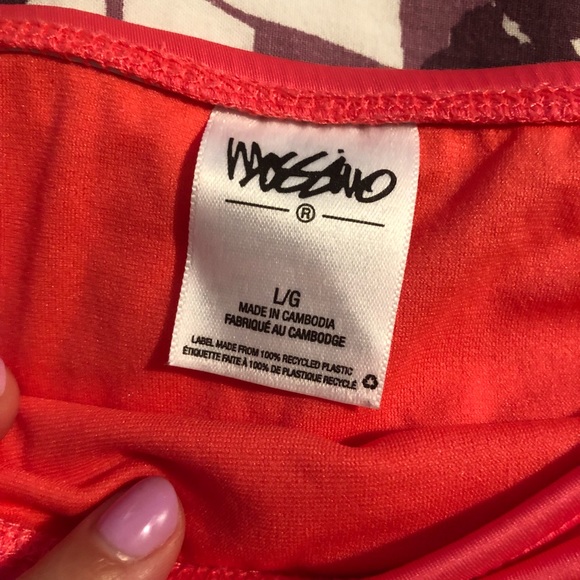 mossimo
®
L/G
MADE IN CAMBODIA
FABRIQUÉ AU CAMBODGE
LABEL MADE FROM 100% RECYCLED PLASTIC
ÉTIQUETTE FAITE À 100% DE PLASTIQUE RECYCLÉ